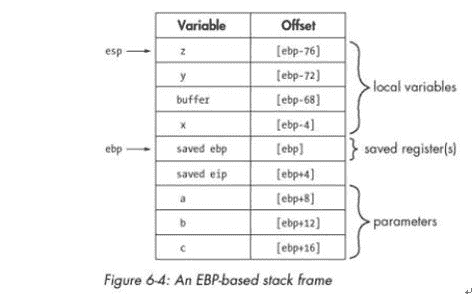 Variable Offset
esp z [ebp-76]
y [ebp-72]
buffer [ebp-68]
local variables
x [ebp-4]
ebp saved ebp [ebp] saved register(s)
saved eip [ebp+4]
a [ebp+8]
b [ebp+12] parameters
c [ebp+16]
Figure 6-4: An EBP-based stack frame